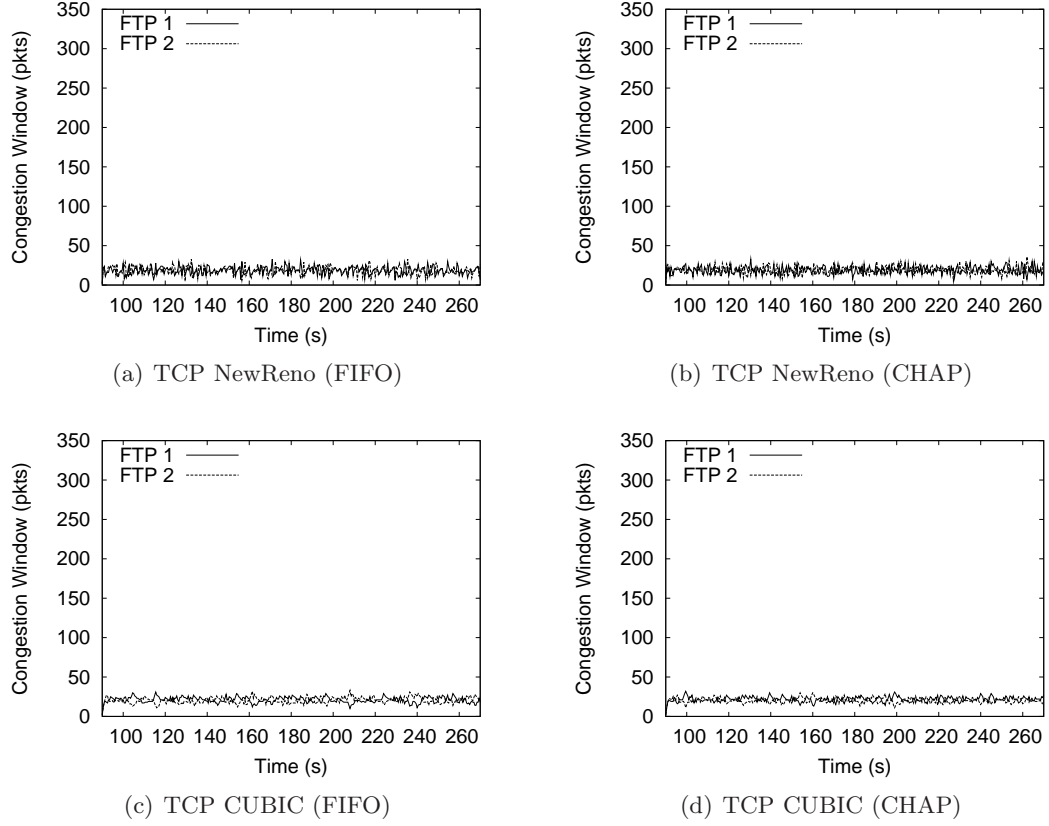 Congestion Window (pkts)
350
300
250
200
150
100
50
0
FTP 1
FTP 2
100 120 140 160 180 200 220 240 260
Time (s)
(a) TCP NewReno (FIFO)
Congestion Window (pkts)
350
300
250
200
150
100
50
0
FTP 1
FTP 2
100 120 140 160 180 200 220 240 260
Time (s)
(b) TCP NewReno (CHAP)
Congestion Window (pkts)
350
300
250
200
150
100
50
0
FTP 1
FTP 2
100 120 140 160 180 200 220 240 260
Time (s)
(c) TCP CUBIC (FIFO)
Congestion Window (pkts)
350
300
250
200
150
100
50
0
FTP 1
FTP 2
100 120 140 160 180 200 220 240 260
Time (s)
(d) TCP CUBIC (CHAP)